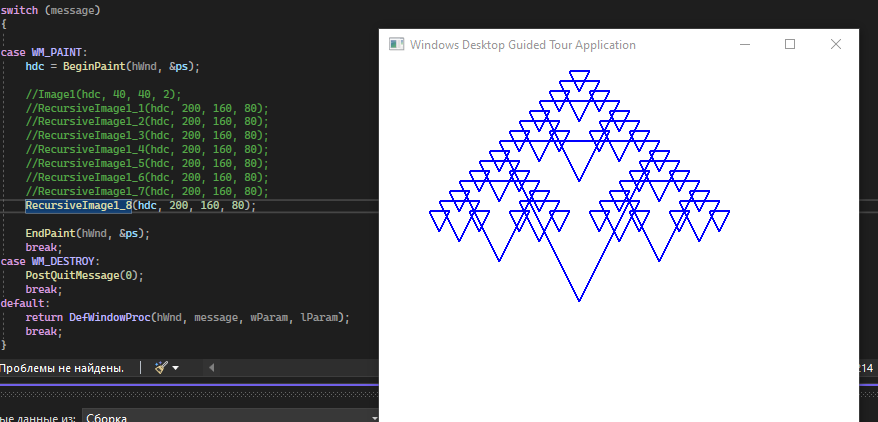 switch (message)
{
case WM_PAINT:
hdc = BeginPaint(hWnd, &ps);
//Image1(hdc, 40, 40, 2);
//RecursiveImage1_1(hdc, 200, 160, 80);
//RecursiveImage1_2(hdc, 200, 160, 80);
//RecursiveImage1_3(hdc, 200, 160, 80);
//RecursiveImage1_4(hdc, 200, 160, 80);
//RecursiveImage1_5(hdc, 200, 160, 80);
//RecursiveImage1_6(hdc, 200, 160, 80);
//RecursiveImage1_7(hdc, 200, 160, 80);
RecursiveImage1_8(hdc, 200, 160, 80);
EndPaint(hWnd, &ps);
break;
case WM_DESTROY:
PostQuitMessage(0);
break;
default:
return DefWindowProc(hWnd, message, wParam, lParam);
break;
}
Windows Desktop Guided Tour Application
Проблемы не найдены.
214
ые данные из: Сборка